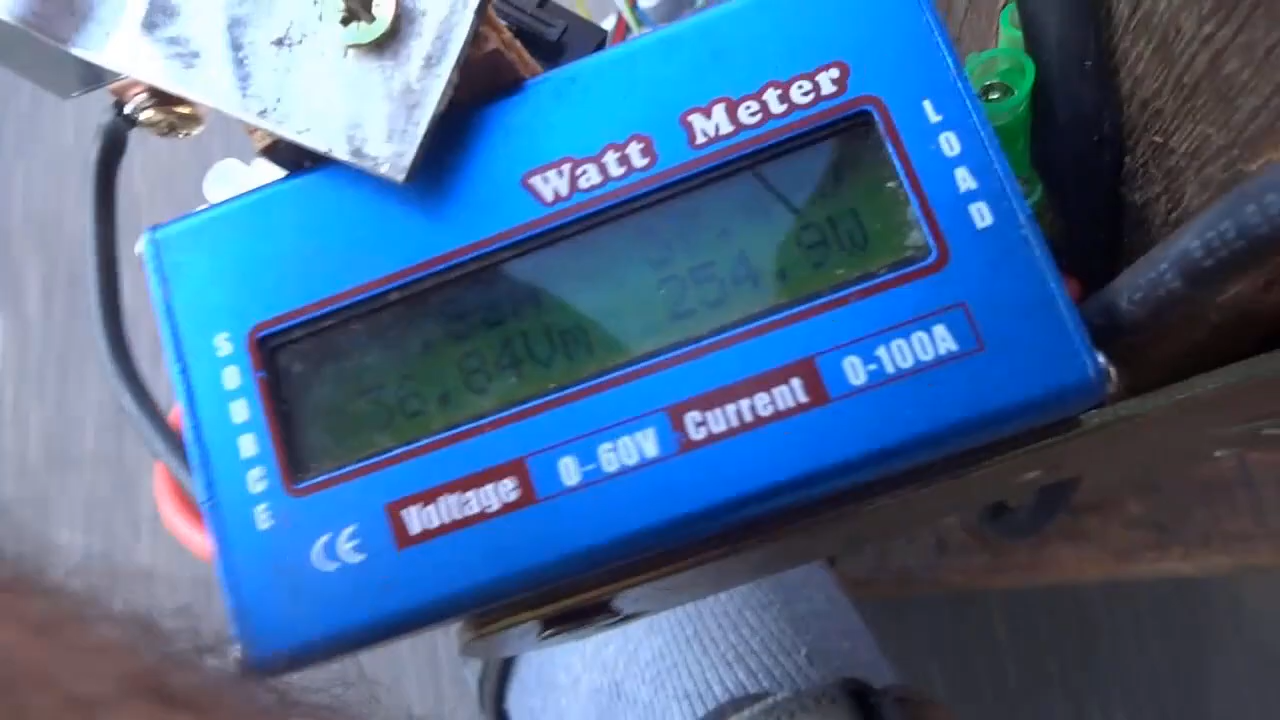 Watt Meter
LOAD
254.9W
36.84Vm
SOURCE
Voltage 0-60V Current 0-100A
CE